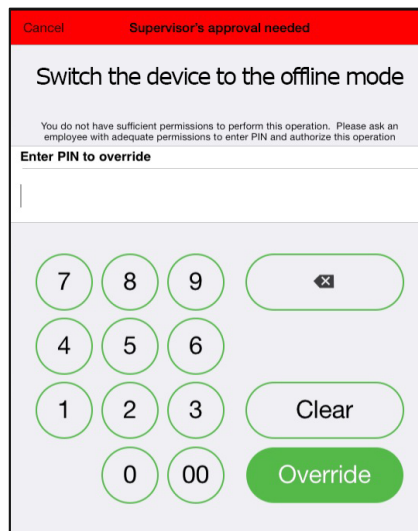 Cancel Supervisor's approval needed
Switch the device to the offline mode
You do not have sufficient permissions to perform this operation. Please ask an
employee with adequate permissions to enter PIN and authorize this operation
Enter PIN to override
7 8 9
4 5 6
1 2 3 Clear
0 00 Override